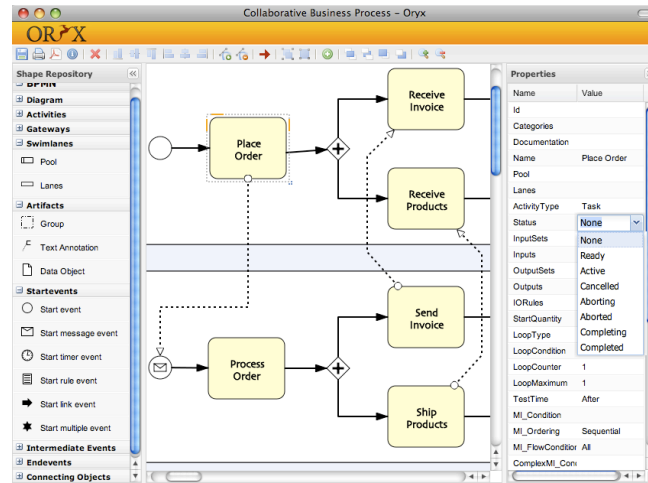 Collaborative Business Process – Oryx
ORYX
Shape Repository
BPMN
Diagram
Activities
Gateways
Swimlanes
Pool
Lanes
Artifacts
Group
Text Annotation
Data Object
Startevents
Start event
Start message event
Start timer event
Start rule event
Start link event
Start multiple event
Intermediate Events
Endevents
Connecting Objects
Place
Order
Receive
Invoice
Receive
Products
Process
Order
Send
Invoice
Ship
Products
Properties
Name Value
Id
Categories
Documentation
Name Place Order
Pool
Lanes
ActivityType Task
Status None
InputSets None
Inputs Ready
OutputSets Active
Outputs Cancelled
IORules Aborting
StartQuantity Aborted
LoopType Completing
LoopCondition Completed
LoopCounter 1
LoopMaximum 1
TestTime After
MI_Condition
MI_Ordering Sequential
MI_FlowCondition All
ComplexMI_Con